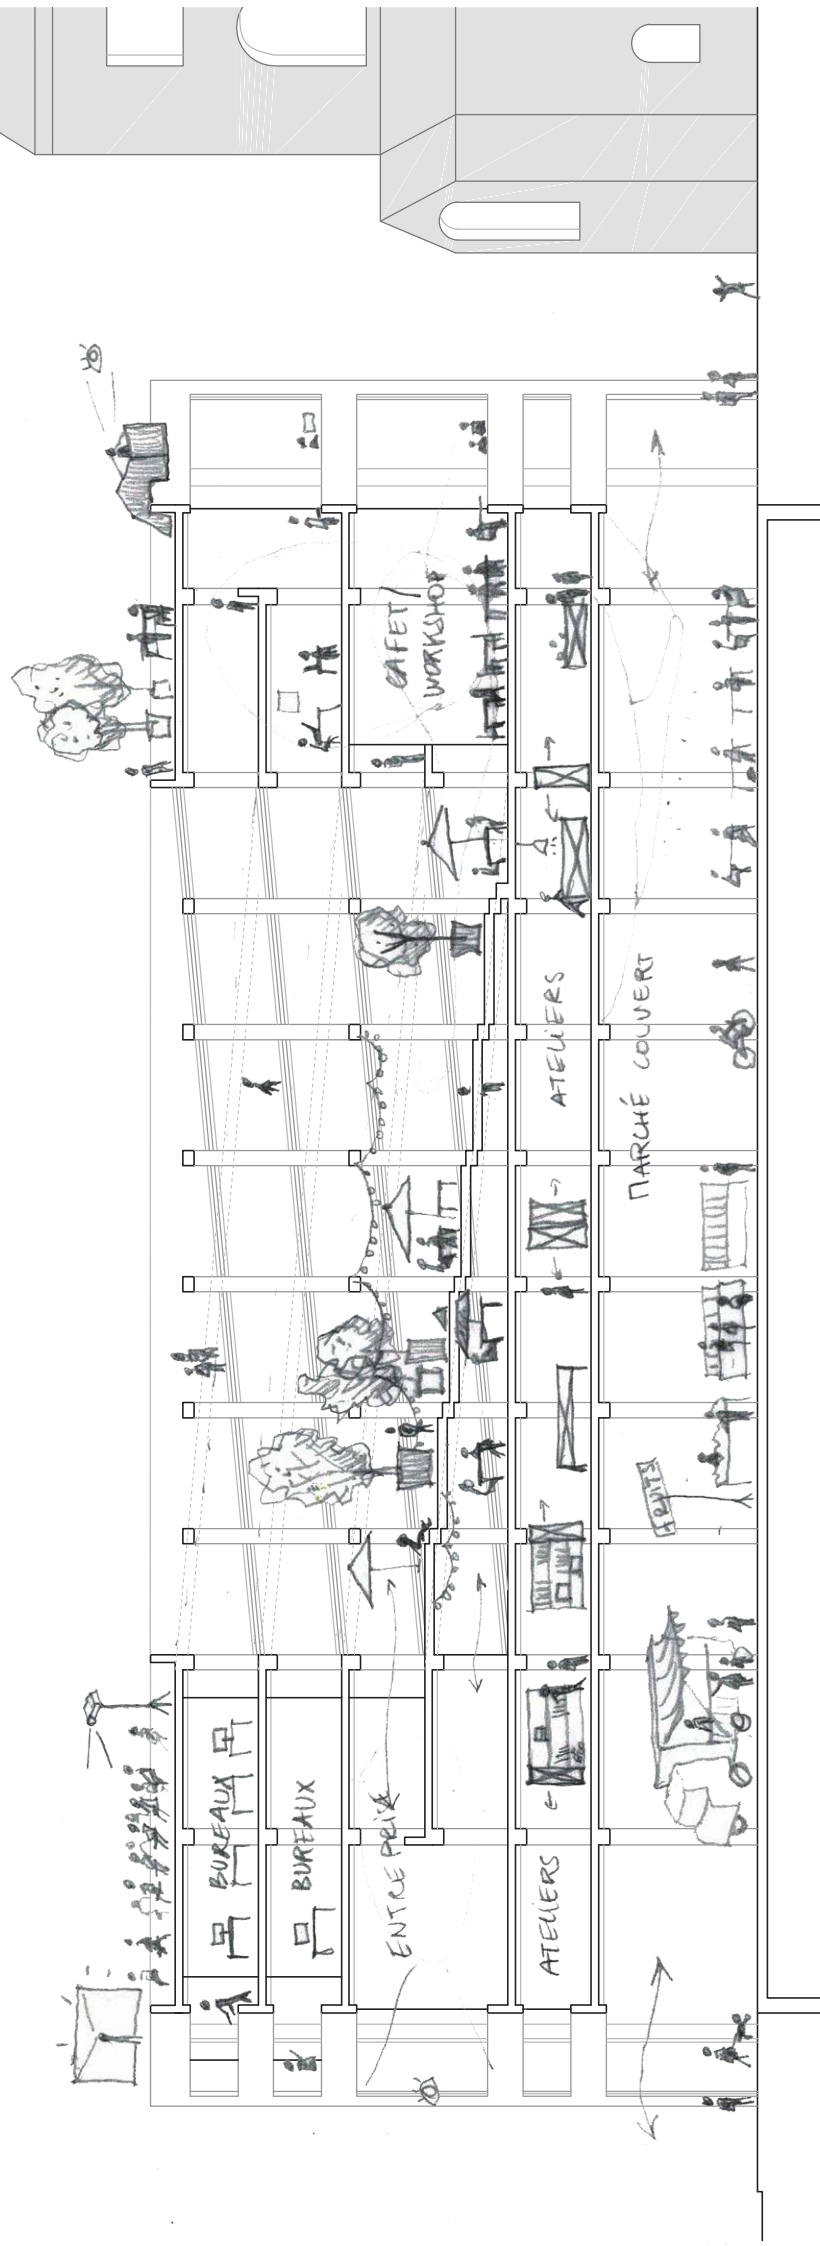 BUREAUX
BUREAUX
ENTREPRISE
ATELIERS
CAFET/
WORKSHOP
ATELIERS
MARCHÉ COUVERT
FRUITS